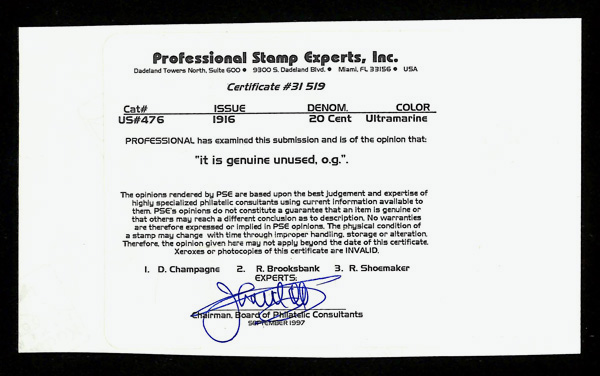 Professional Stamp Experts, Inc.
Dadeland Towers North, Suite 600 ● 9300 S. Dadeland Blvd. ● Miami, FL 33156 ● USA
Certificate #31 519
Cat# ISSUE DENOM. COLOR
US#476 1916 20 Cent Ultramarine
PROFESSIONAL has examined this submission and is of the opinion that:
"it is genuine unused, o.g.".
The opinions rendered by PSE are based upon the best judgement and expertise of
highly specialized philatelic consultants using current information available to
them. PSE's opinions do not constitute a guarantee that an item is genuine or
that others may reach a different conclusion as to description. No warranties
are therefore expressed or implied in PSE opinions. The physical condition of
a stamp may change with time through improper handling, storage or alteration.
Therefore, the opinion given here may not apply beyond the date of this certificate.
Xeroxes or photocopies of this certificate are INVALID.
1. D. Champagne 2. R. Brooksbank 3. R. Shoemaker
EXPERTS:
Chairman, Board of Philatelic Consultants
SEPTEMBER 1997